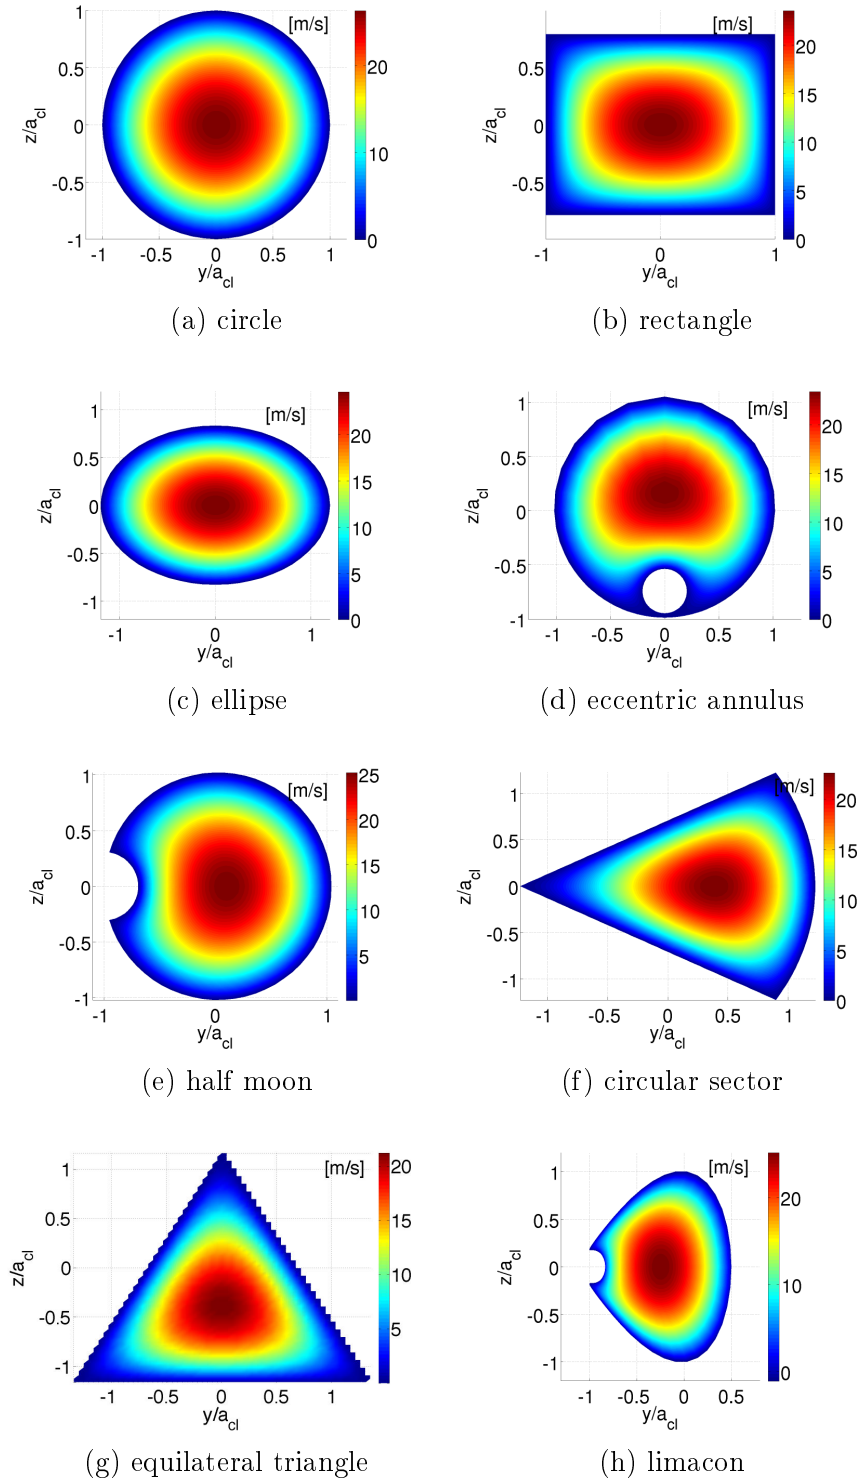 [m/s]
1
0.5
0
-0.5
-1
z/a_cl
-1 -0.5 0 0.5 1
y/a_cl
20
10
0
(a) circle
[m/s]
1
0.5
0
-0.5
z/a_cl
-1 0 1
y/a_cl
20
15
10
5
0
(b) rectangle
[m/s]
1
0.5
0
-0.5
-1
z/a_cl
-1 0 1
y/a_cl
20
15
10
5
0
(c) ellipse
[m/s]
1
0.5
0
-0.5
-1
z/a_cl
-1 -0.5 0 0.5 1
y/a_cl
20
15
10
5
0
(d) eccentric annulus
[m/s]
1
0.5
0
-0.5
-1
z/a_cl
-1 0 1
y/a_cl
25
20
15
10
5
(e) half moon
[m/s]
1
0.5
0
-0.5
-1
z/a_cl
-1 -0.5 0 0.5 1
y/a_cl
20
15
10
5
0
(f) circular sector
[m/s]
1
0.5
0
-0.5
-1
z/a_cl
-1 -0.5 0 0.5 1
y/a_cl
20
15
10
5
(g) equilateral triangle
[m/s]
1
0.5
0
-0.5
-1
z/a_cl
-1 -0.5 0 0.5
y/a_cl
20
10
0
(h) limacon